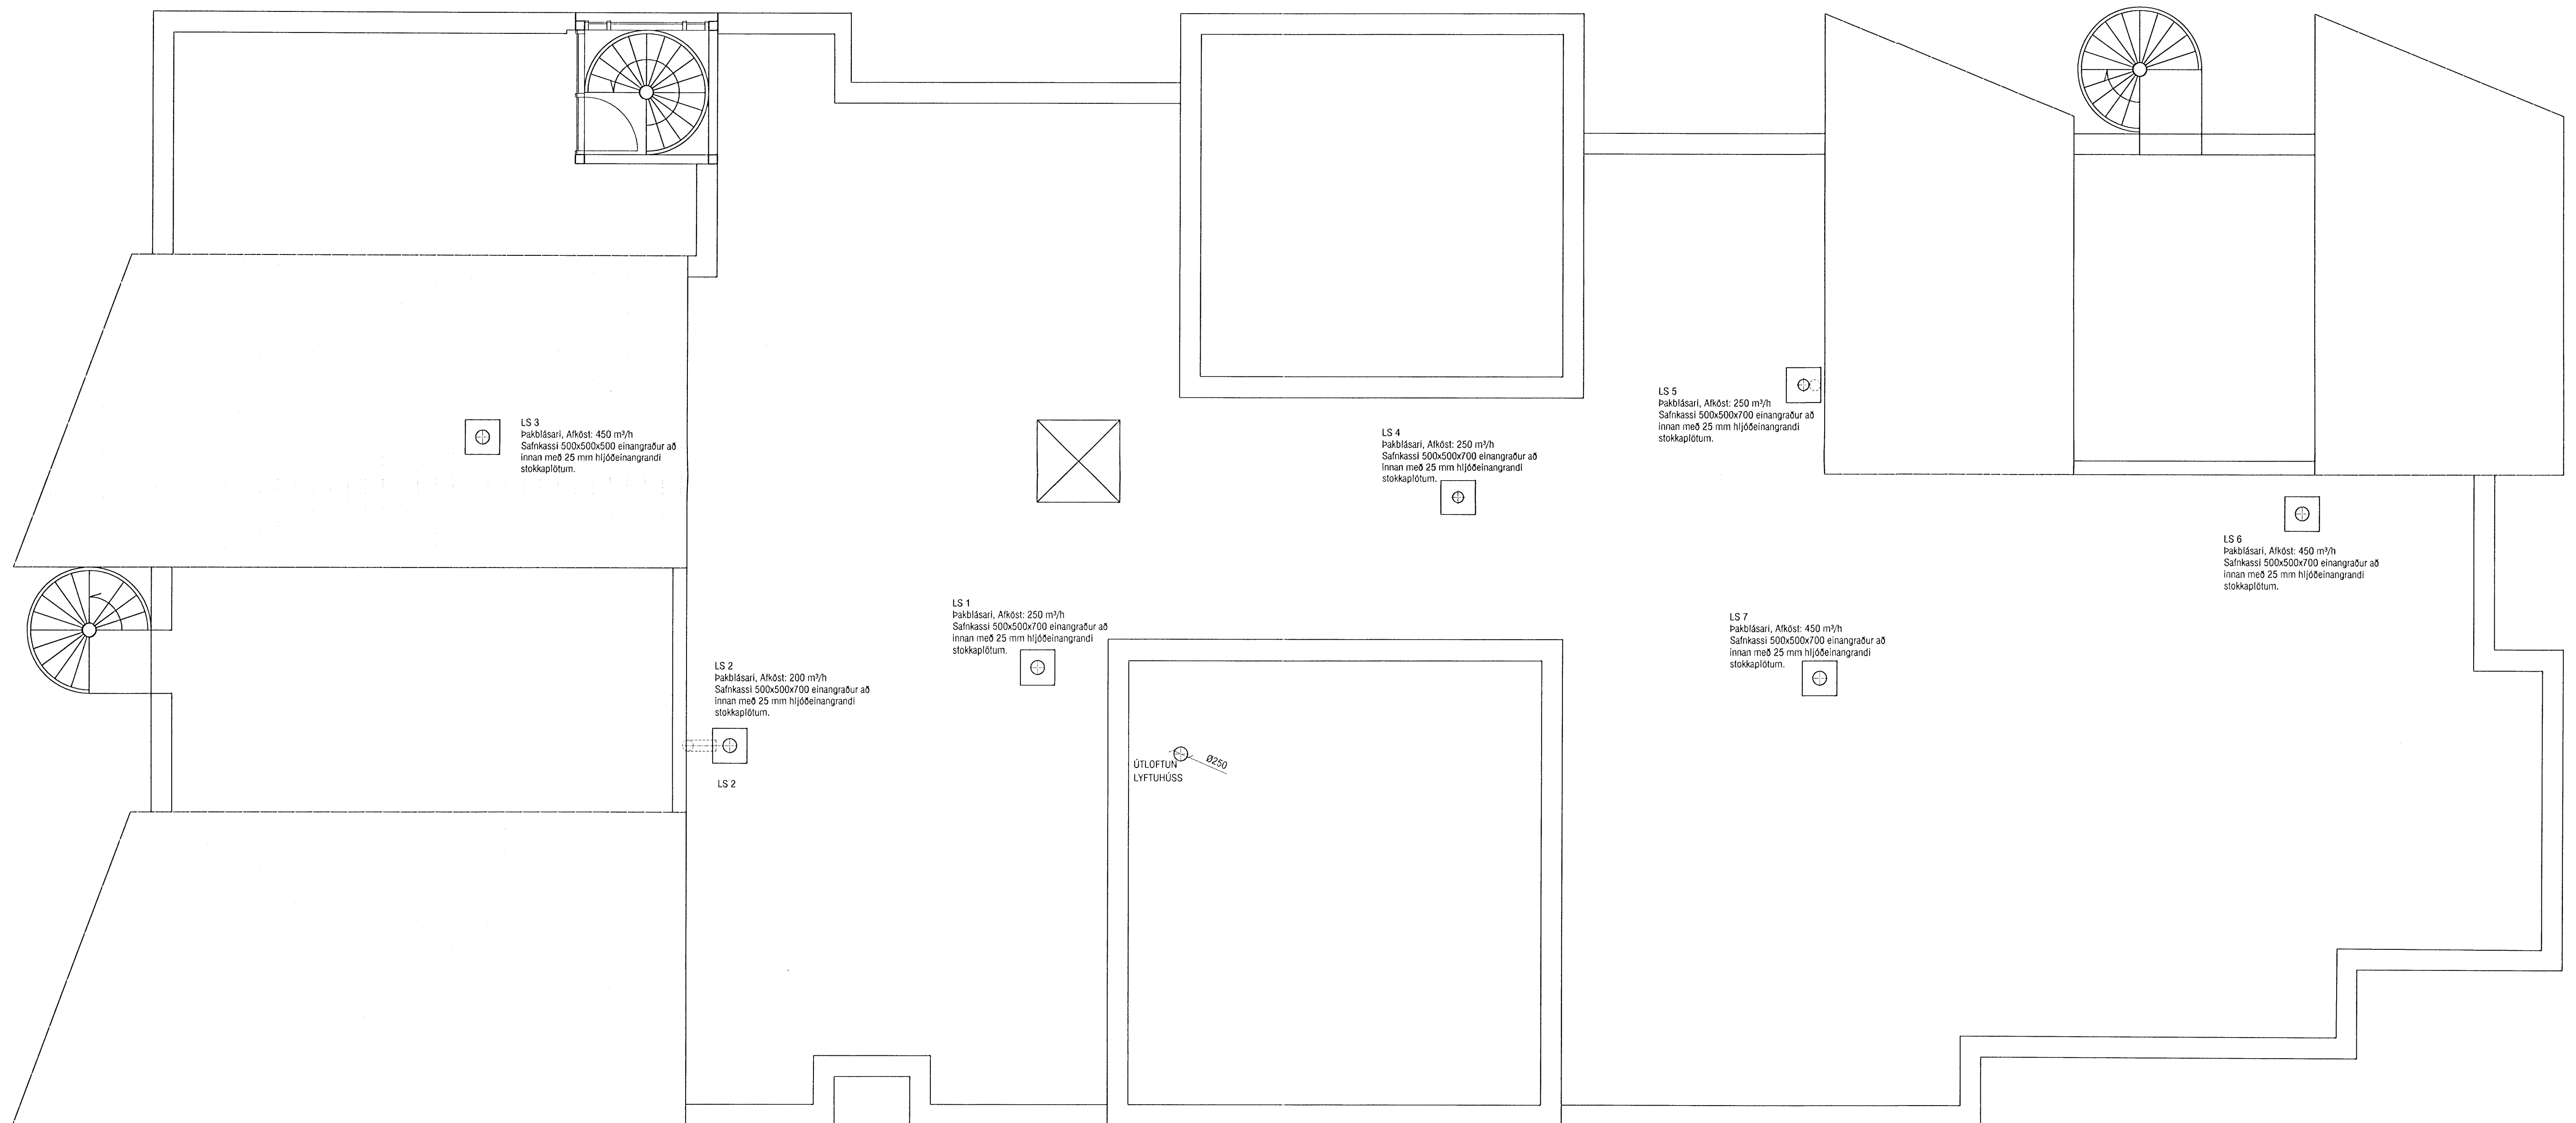 LS 3
Þakblásari, Afköst: 450 m³/h
Safnkassi 500x500x500 einangraður að
innan með 25 mm hljóðeinangrandi
stokkaplötum.
LS 5
Þakblásari, Afköst: 250 m³/h
Safnkassi 500x500x700 einangraður að
innan með 25 mm hljóðeinangrandi
stokkaplötum.
LS 4
Þakblásari, Afköst: 250 m³/h
Safnkassi 500x500x700 einangraður að
innan með 25 mm hljóðeinangrandi
stokkaplötum.
LS 6
Þakblásari, Afköst: 450 m³/h
Safnkassi 500x500x700 einangraður að
innan með 25 mm hljóðeinangrandi
stokkaplötum.
LS 1
Þakblásari, Afköst: 250 m³/h
Safnkassi 500x500x700 einangraður að
innan með 25 mm hljóðeinangrandi
stokkaplötum.
LS 7
Þakblásari, Afköst: 450 m³/h
Safnkassi 500x500x700 einangraður að
innan með 25 mm hljóðeinangrandi
stokkaplötum.
LS 2
Þakblásari, Afköst: 200 m³/h
Safnkassi 500x500x700 einangraður að
innan með 25 mm hljóðeinangrandi
stokkaplötum.
LS 2
Ø250
ÚTLOFTUN
LYFTUHÚSS